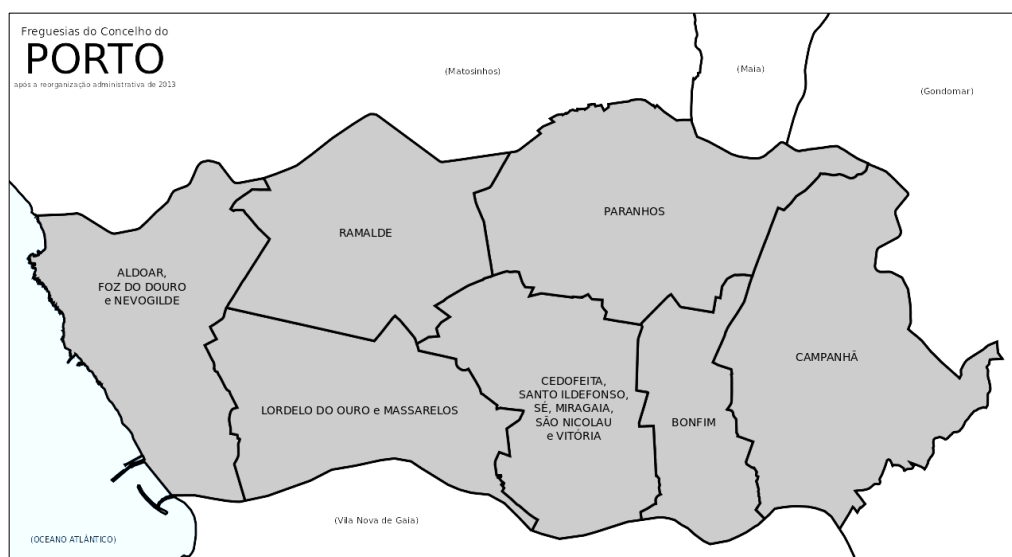 Freguesias do Concelho do
PORTO
após a reorganização administrativa de 2013
(Matosinhos)
(Maia)
(Gondomar)
PARANHOS
RAMALDE
ALDOAR,
FOZ DO DOURO
e NEVOGILDE
CAMPANHÃ
CEDOFEITA,
SANTO ILDEFONSO,
SÉ, MIRAGAIA,
SÃO NICOLAU
e VITÓRIA
LORDELO DO OURO e MASSARELOS
BONFIM
(Vila Nova de Gaia)
(OCEANO ATLÂNTICO)